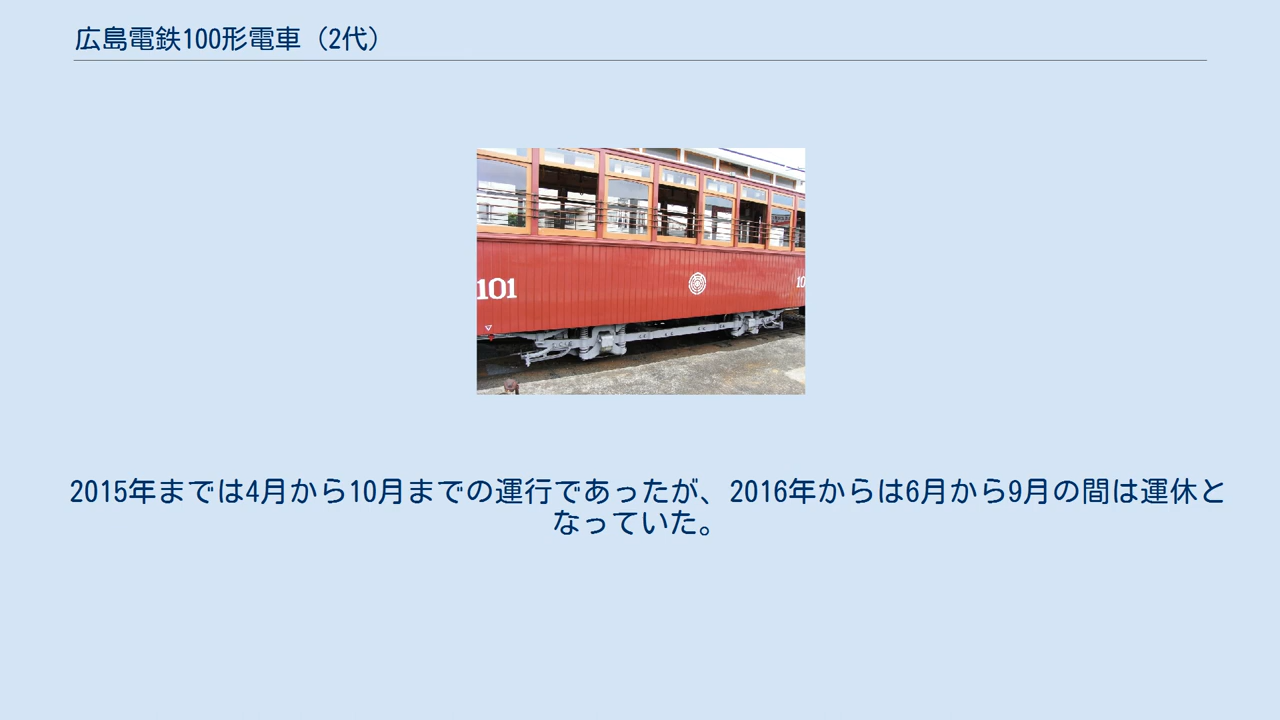 広島電鉄100形電車（2代）
101
10
2015年までは4月から10月までの運行であったが、2016年からは6月から9月の間は運休と
なっていた。